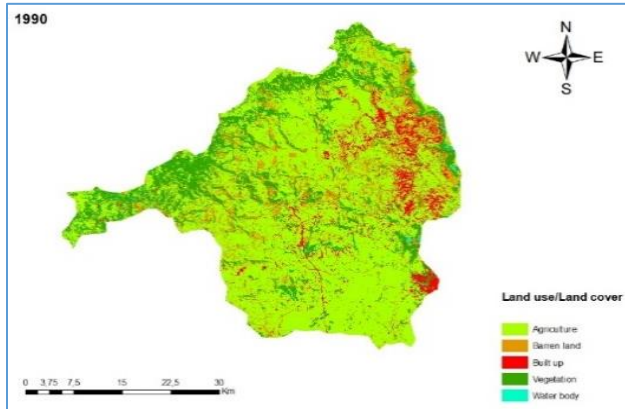 1990
N
W E
S
Land use/Land cover
Agriculture
Barren land
Built up
Vegetation
Water body
0 3,75 7,5 15 22,5 30
Km